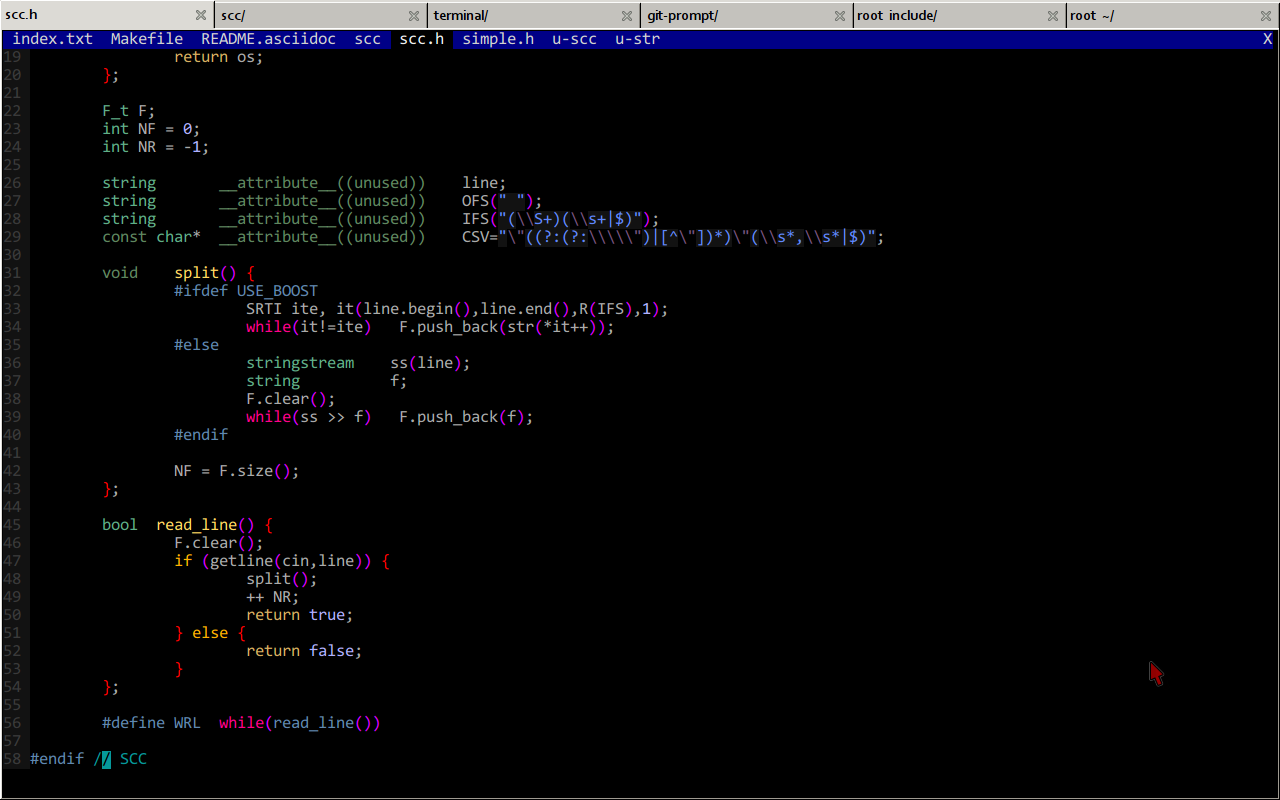 scc.h scc/ terminal/ git-prompt/ root include/ root ~/
index.txt Makefile README.asciidoc scc scc.h simple.h u-scc u-str X
19 return os;
20 };
21
22 F_t F;
23 int NF = 0;
24 int NR = -1;
25
26 string __attribute__((unused)) line;
27 string __attribute__((unused)) OFS(" ");
28 string __attribute__((unused)) IFS("(\\S+)(\\s+|$)");
29 const char* __attribute__((unused)) CSV="\"((?:(?:\\\\\")|[^\"])*)\"(\\s*,\\s*|$)";
30
31 void split() {
32 #ifdef USE_BOOST
33 SRTI ite, it(line.begin(),line.end(),R(IFS),1);
34 while(it!=ite) F.push_back(str(*it++));
35 #else
36 stringstream ss(line);
37 string f;
38 F.clear();
39 while(ss >> f) F.push_back(f);
40 #endif
41
42 NF = F.size();
43 };
44
45 bool read_line() {
46 F.clear();
47 if (getline(cin,line)) {
48 split();
49 ++ NR;
50 return true;
51 } else {
52 return false;
53 }
54 };
55
56 #define WRL while(read_line())
57
58 #endif // SCC